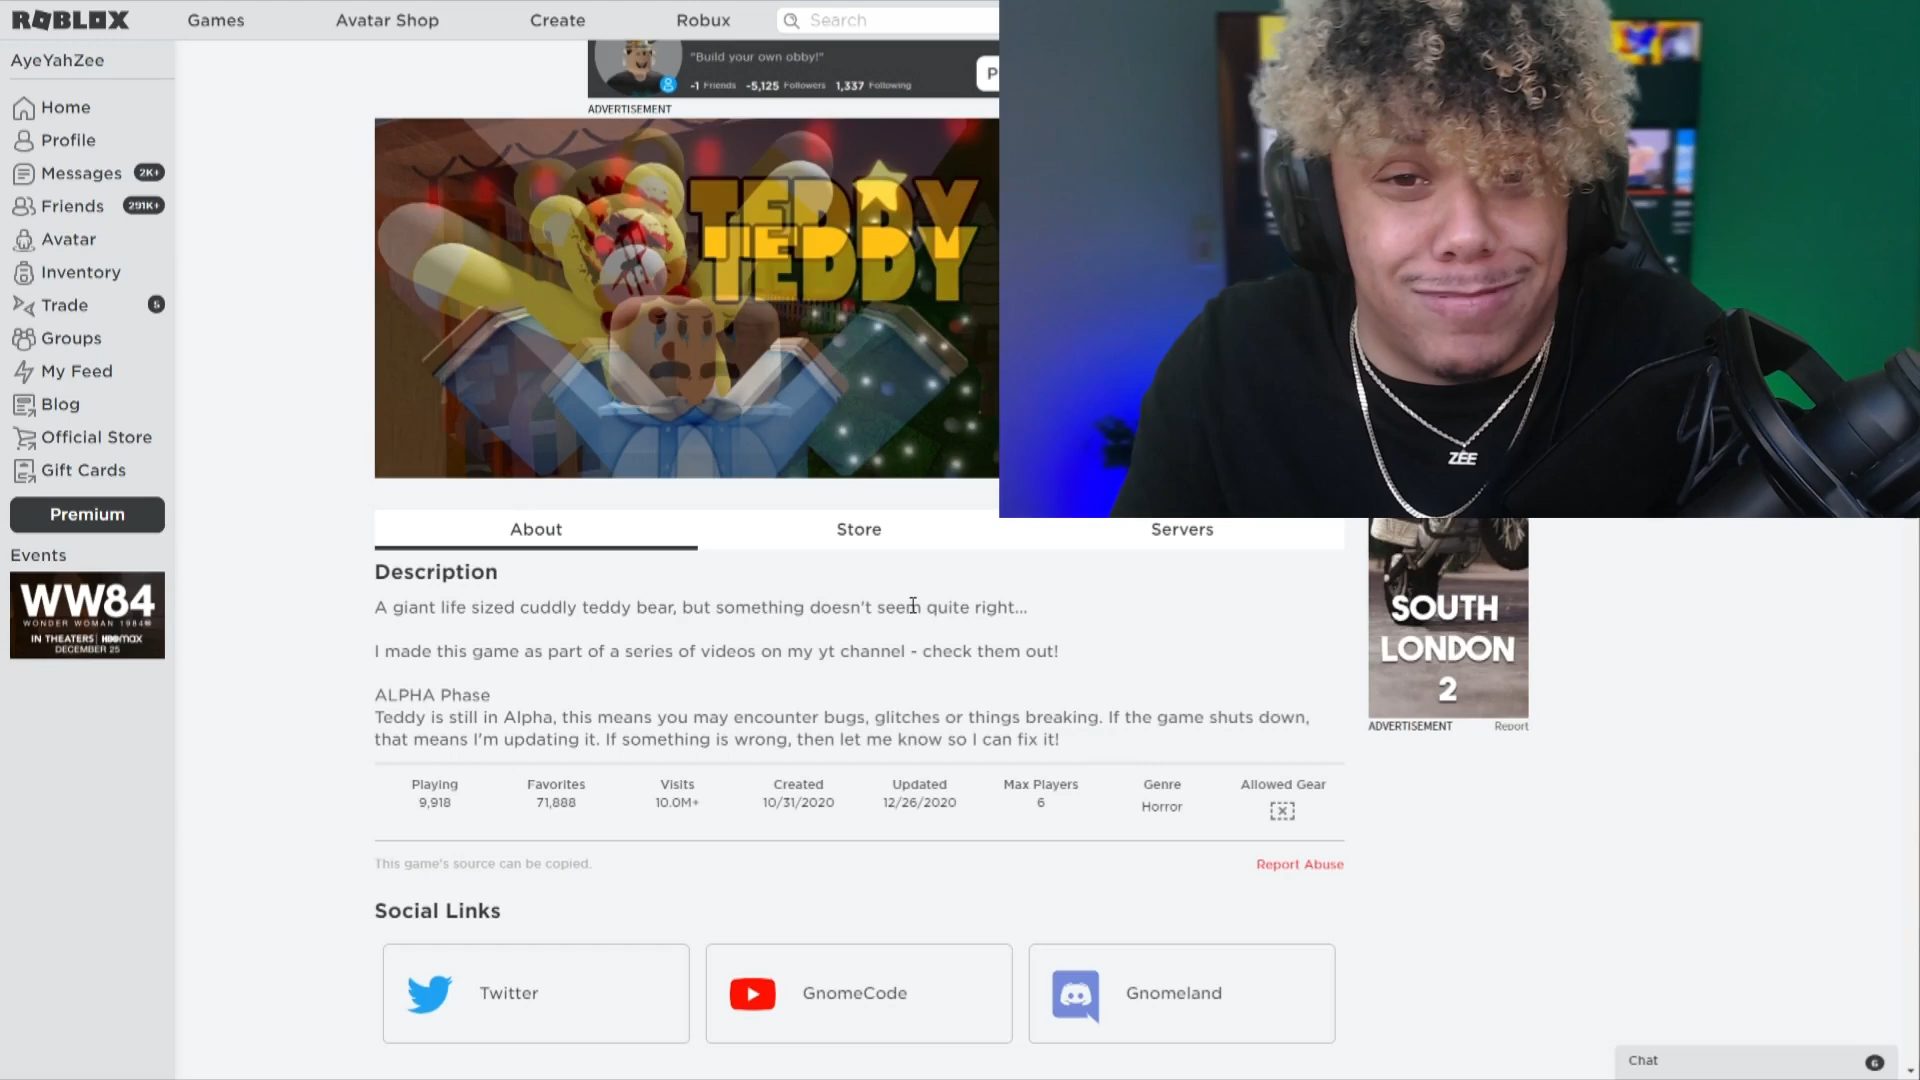 ROBLOX
Games
Avatar Shop
Create
Robux
Search
AyeYahZee
Home
Profile
Messages 2K+
Friends 291K+
Avatar
Inventory
Trade 5
Groups
My Feed
Blog
Official Store
Gift Cards
Premium
Events
WW84
WONDER WOMAN 1984
IN THEATERS | HBOmax
DECEMBER 25
"Build your own obby!"
-1 Friends -5,125 Followers 1,337 Following
P
ADVERTISEMENT
TEDDY
TEDDY
ZEE
About
Store
Servers
Description
A giant life sized cuddly teddy bear, but something doesn't seem quite right...
I made this game as part of a series of videos on my yt channel - check them out!
ALPHA Phase
Teddy is still in Alpha, this means you may encounter bugs, glitches or things breaking. If the game shuts down,
that means I'm updating it. If something is wrong, then let me know so I can fix it!
Playing Favorites Visits Created Updated Max Players Genre Allowed Gear
9,918 71,888 10.0M+ 10/31/2020 12/26/2020 6 Horror
This game's source can be copied.
Report Abuse
Social Links
Twitter
GnomeCode
Gnomeland
SOUTH
LONDON
2
ADVERTISEMENT
Report
Chat 6